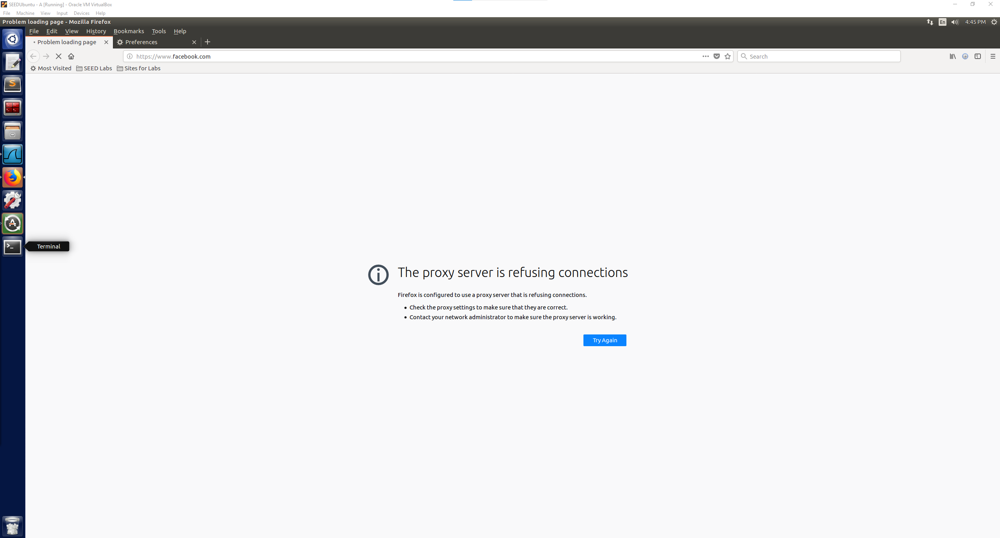 SEEDUbuntu - A [Running] - Oracle VM VirtualBox
File Machine View Input Devices Help
Problem loading page - Mozilla Firefox
En 4:45 PM
File Edit View History Bookmarks Tools Help
Problem loading page
Preferences
https://www.facebook.com
Search
Most Visited SEED Labs Sites for Labs
Terminal
The proxy server is refusing connections
Firefox is configured to use a proxy server that is refusing connections.
• Check the proxy settings to make sure that they are correct.
• Contact your network administrator to make sure the proxy server is working.
Try Again